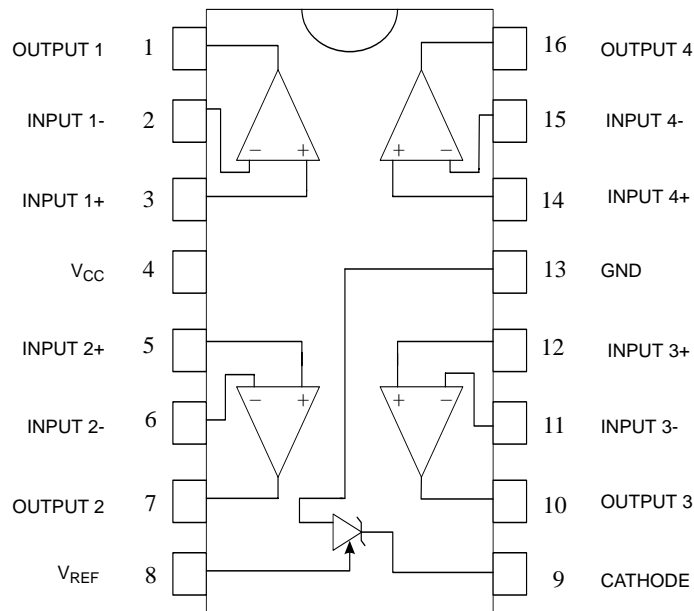 OUTPUT 1 1 16 OUTPUT 4
INPUT 1- 2 15 INPUT 4-
− + + −
INPUT 1+ 3 14 INPUT 4+
VCC 4 13 GND
INPUT 2+ 5 12 INPUT 3+
− + + −
INPUT 2- 6 11 INPUT 3-
OUTPUT 2 7 10 OUTPUT 3
VREF 8 9 CATHODE